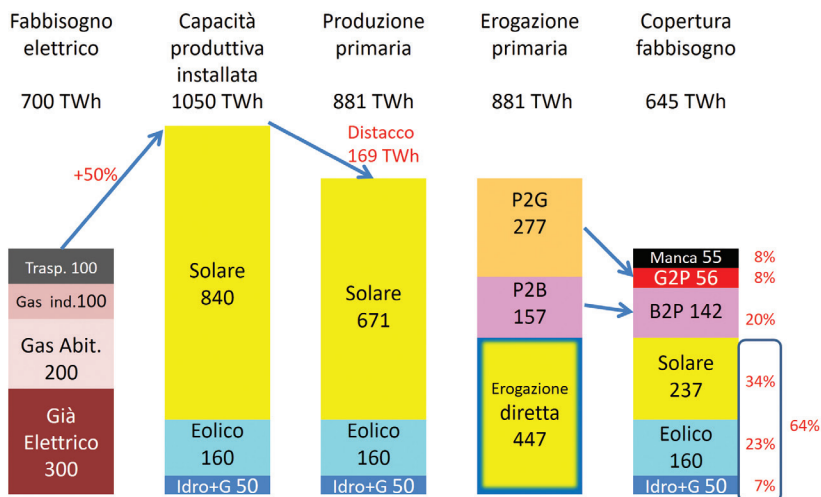 Fabbisogno
elettrico
700 TWh
Capacità
produttiva
installata
1050 TWh
Produzione
primaria
881 TWh
Erogazione
primaria
881 TWh
Copertura
fabbisogno
645 TWh
+50%
Distacco
169 TWh
Trasp. 100
Gas ind.100
Gas Abit.
200
Già
Elettrico
300
Solare
840
Eolico
160
Idro+G 50
Solare
671
Eolico
160
Idro+G 50
P2G
277
P2B
157
Erogazione
diretta
447
Manca 55
G2P 56
B2P 142
Solare
237
Eolico
160
Idro+G 50
8%
8%
20%
34%
23%
7%
64%